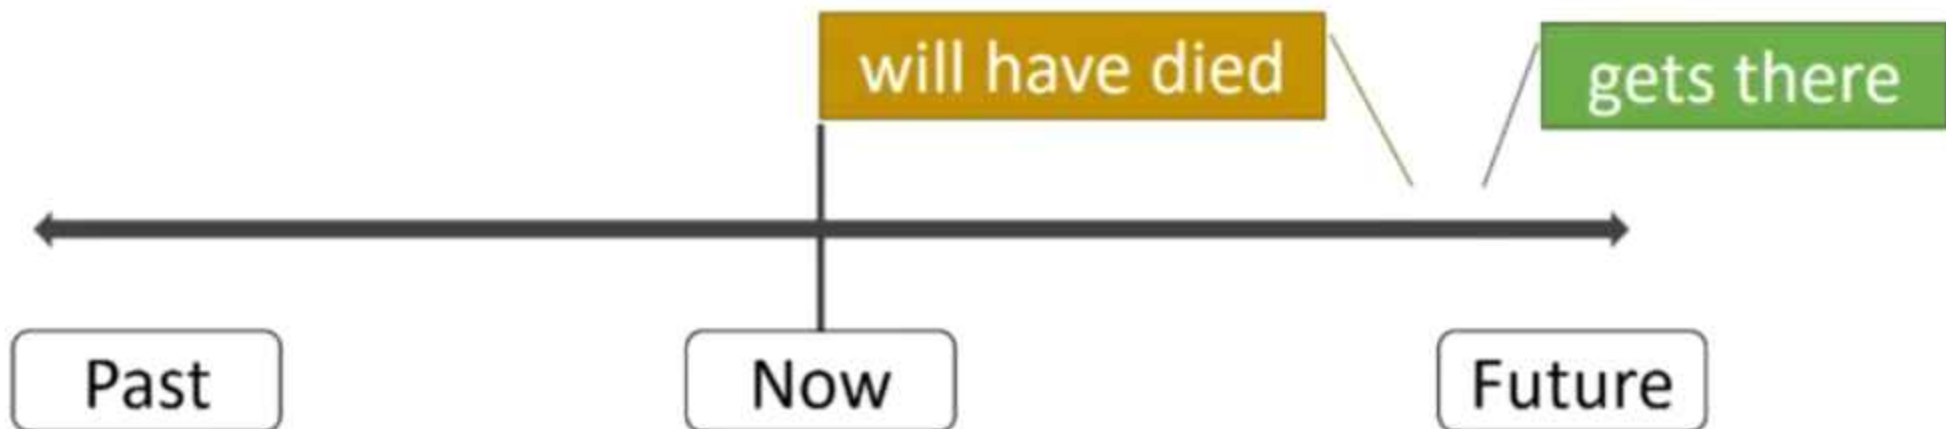 will have died
gets there
Past
Now
Future